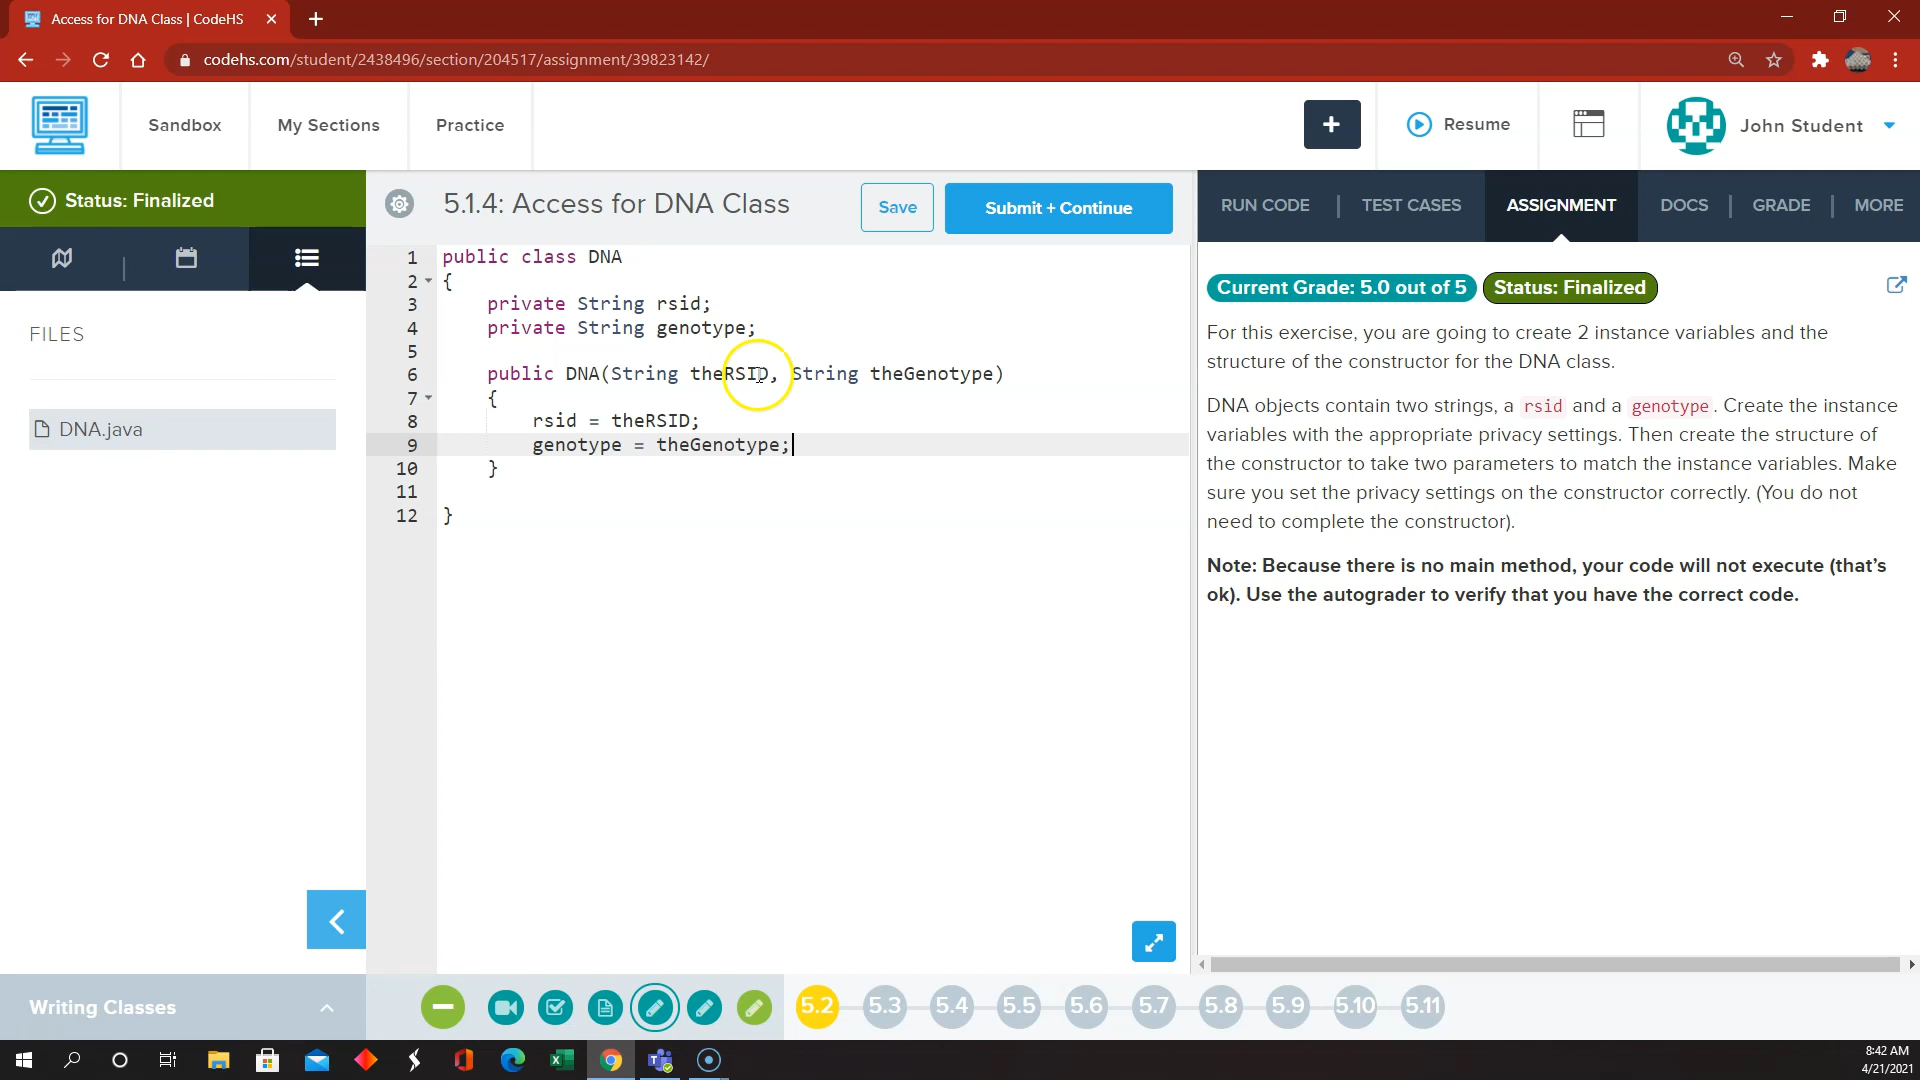 Access for DNA Class | CodeHS
codehs.com/student/2438496/section/204517/assignment/39823142/
Sandbox
My Sections
Practice
+
Resume
John Student
Status: Finalized
5.1.4: Access for DNA Class
Save
Submit + Continue
RUN CODE
TEST CASES
ASSIGNMENT
DOCS
GRADE
MORE
FILES
DNA.java
1 public class DNA
2 {
3 private String rsid;
4 private String genotype;
5
6 public DNA(String theRSID, String theGenotype)
7 {
8 rsid = theRSID;
9 genotype = theGenotype;
10 }
11
12 }
Current Grade: 5.0 out of 5
Status: Finalized
For this exercise, you are going to create 2 instance variables and the
structure of the constructor for the DNA class.
DNA objects contain two strings, a rsid and a genotype. Create the instance
variables with the appropriate privacy settings. Then create the structure of
the constructor to take two parameters to match the instance variables. Make
sure you set the privacy settings on the constructor correctly. (You do not
need to complete the constructor).
Note: Because there is no main method, your code will not execute (that's
ok). Use the autograder to verify that you have the correct code.
Writing Classes
5.2
5.3
5.4
5.5
5.6
5.7
5.8
5.9
5.10
5.11
8:42 AM
4/21/2021